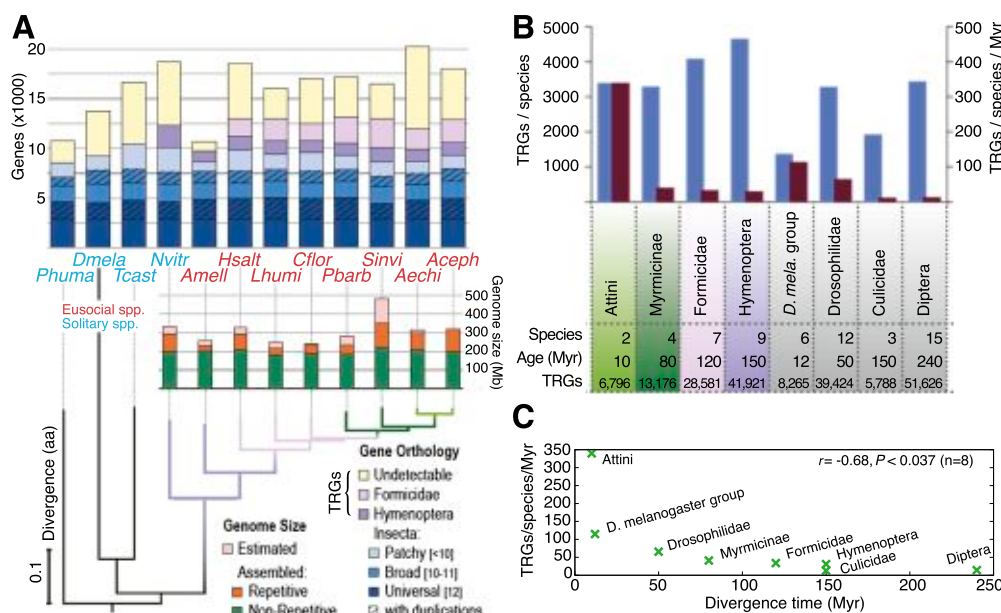 A
Genes (x1000)
20
15
10
5
Dmela Nvitr Hsalt Cflor Sinvi Aceph
Phuma Tcast Amell Lhumi Pbarb Aechi
Eusocial spp.
Solitary spp.
Genome size (Mb)
500
400
300
200
100
Divergence (aa)
0.1
Genome Size
Estimated
Assembled:
Repetitive
Non-Repetitive
Gene Orthology
TRGs
Undetectable
Formicidae
Hymenoptera
Insecta:
Patchy [<10]
Broad [10-11]
Universal [12]
with duplications
B
TRGs / species
5000
4000
3000
2000
1000
TRGs / species / Myr
500
400
300
200
100
Attini
Myrmicinae
Formicidae
Hymenoptera
D. mela. group
Drosophilidae
Culicidae
Diptera
Species 2 4 7 9 6 12 3 15
Age (Myr) 10 80 120 150 12 50 150 240
TRGs 6,796 13,176 28,581 41,921 8,265 39,424 5,788 51,626
C
TRGs/species/Myr
350
300
250
200
150
100
50
0
r= -0.68, P < 0.037 (n=8)
Attini
D. melanogaster group
Drosophilidae
Myrmicinae
Formicidae
Hymenoptera
Culicidae
Diptera
0 50 100 150 200 250
Divergence time (Myr)